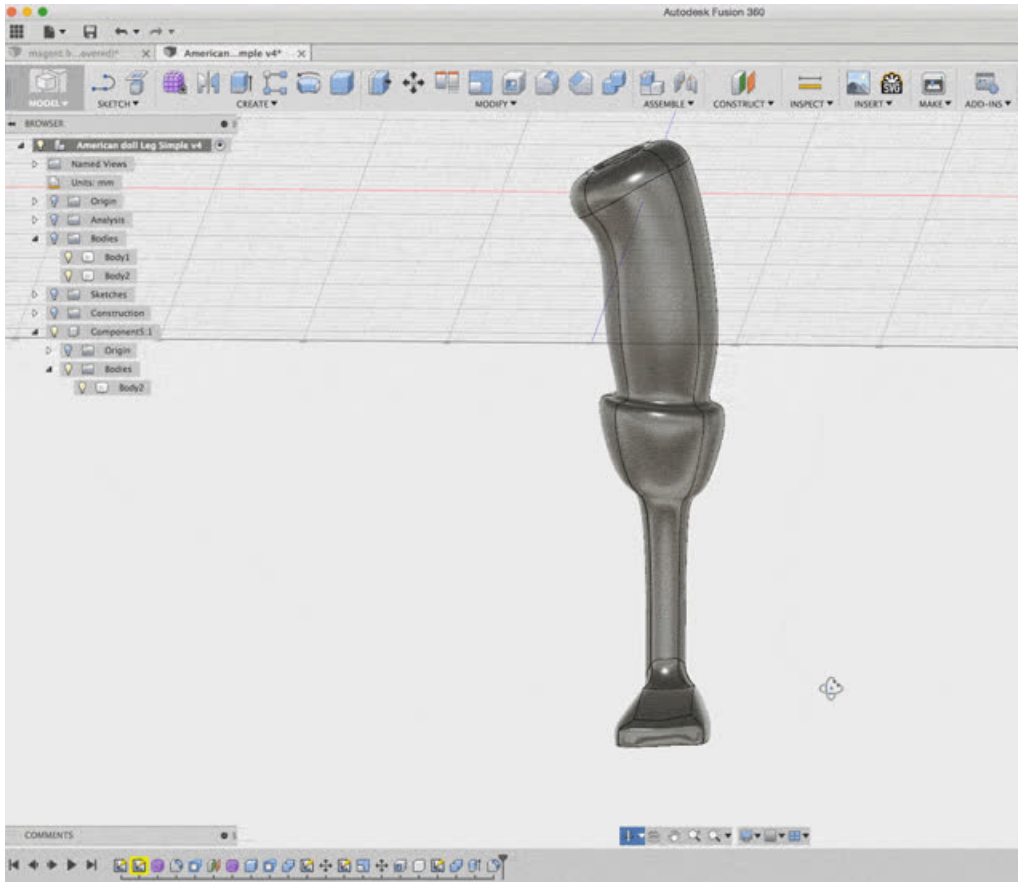 Autodesk Fusion 360
American...mple v4*
MODEL
SKETCH
CREATE
MODIFY
ASSEMBLE
CONSTRUCT
INSPECT
INSERT
SVG
MAKE
ADD-INS
BROWSER
American doll Leg Simple v4
Named Views
Units: mm
Origin
Analysis
Bodies
Body1
Body2
Sketches
Construction
Component5:1
Origin
Bodies
Body2
COMMENTS